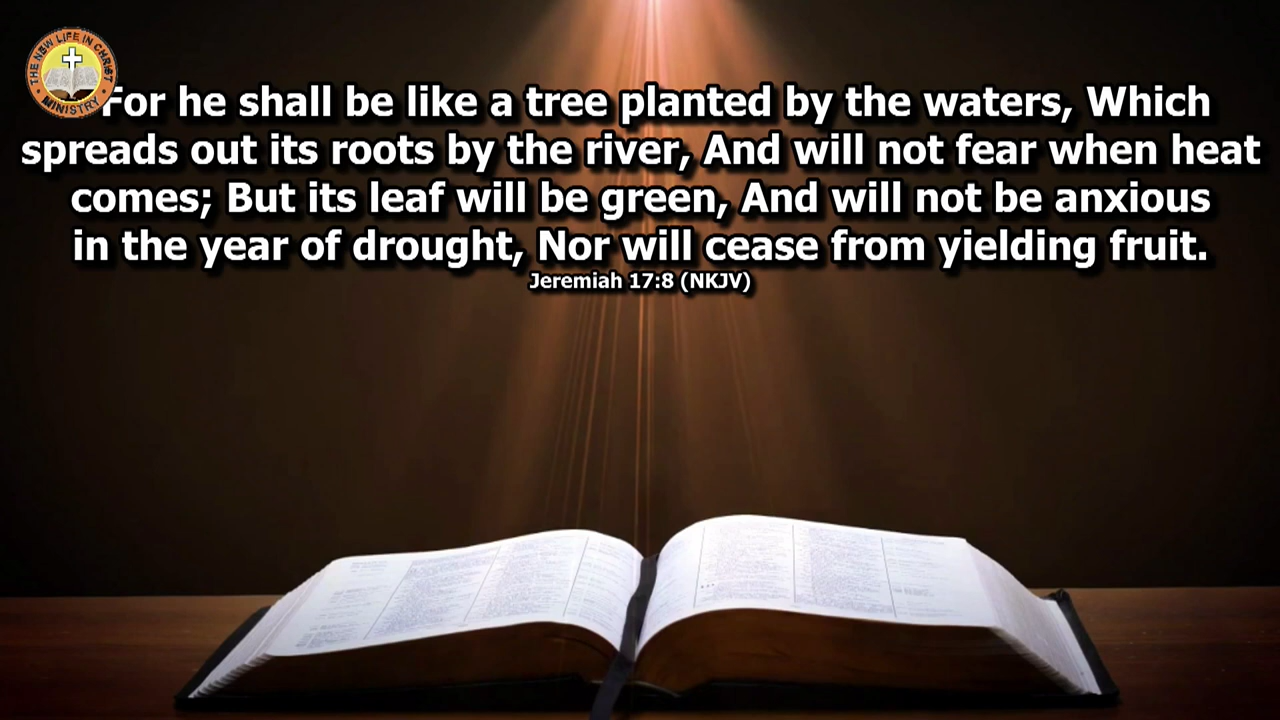 THE NEW LIFE IN CHRIST
MINISTRY
For he shall be like a tree planted by the waters, Which
spreads out its roots by the river, And will not fear when heat
comes; But its leaf will be green, And will not be anxious
in the year of drought, Nor will cease from yielding fruit.
Jeremiah 17:8 (NKJV)